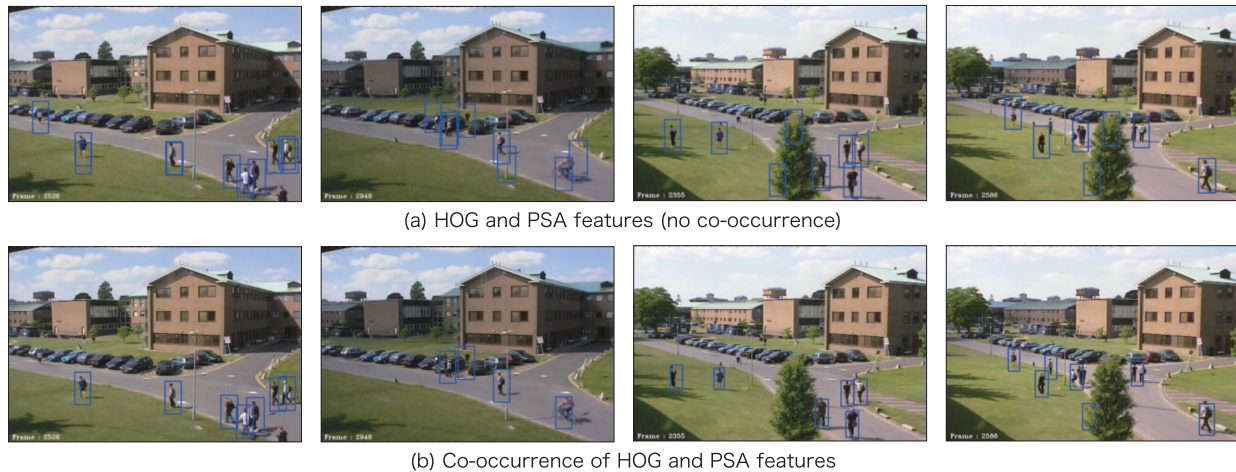 Frame : 2526
Frame : 2948
Frame : 2355
Frame : 2586
(a) HOG and PSA features (no co-occurrence)
Frame : 2526
Frame : 2948
Frame : 2355
Frame : 2586
(b) Co-occurrence of HOG and PSA features